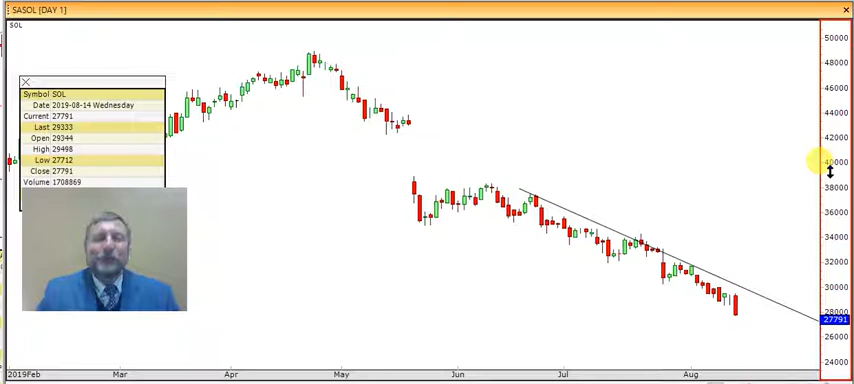 SASOL [DAY 1]
SOL
Symbol SOL
Date 2019-08-14 Wednesday
Current 27791
Last 29333
Open 29344
High 29498
Low 27712
Close 27791
Volume 1708869
50000
48000
46000
44000
42000
40000
38000
36000
34000
32000
30000
27791
26000
24000
2019Feb Mar Apr May Jun Jul Aug